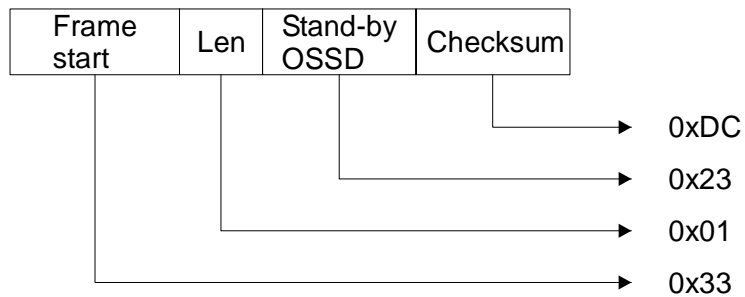 Frame
start
Len
Stand-by
OSSD
Checksum
0xDC
0x23
0x01
0x33